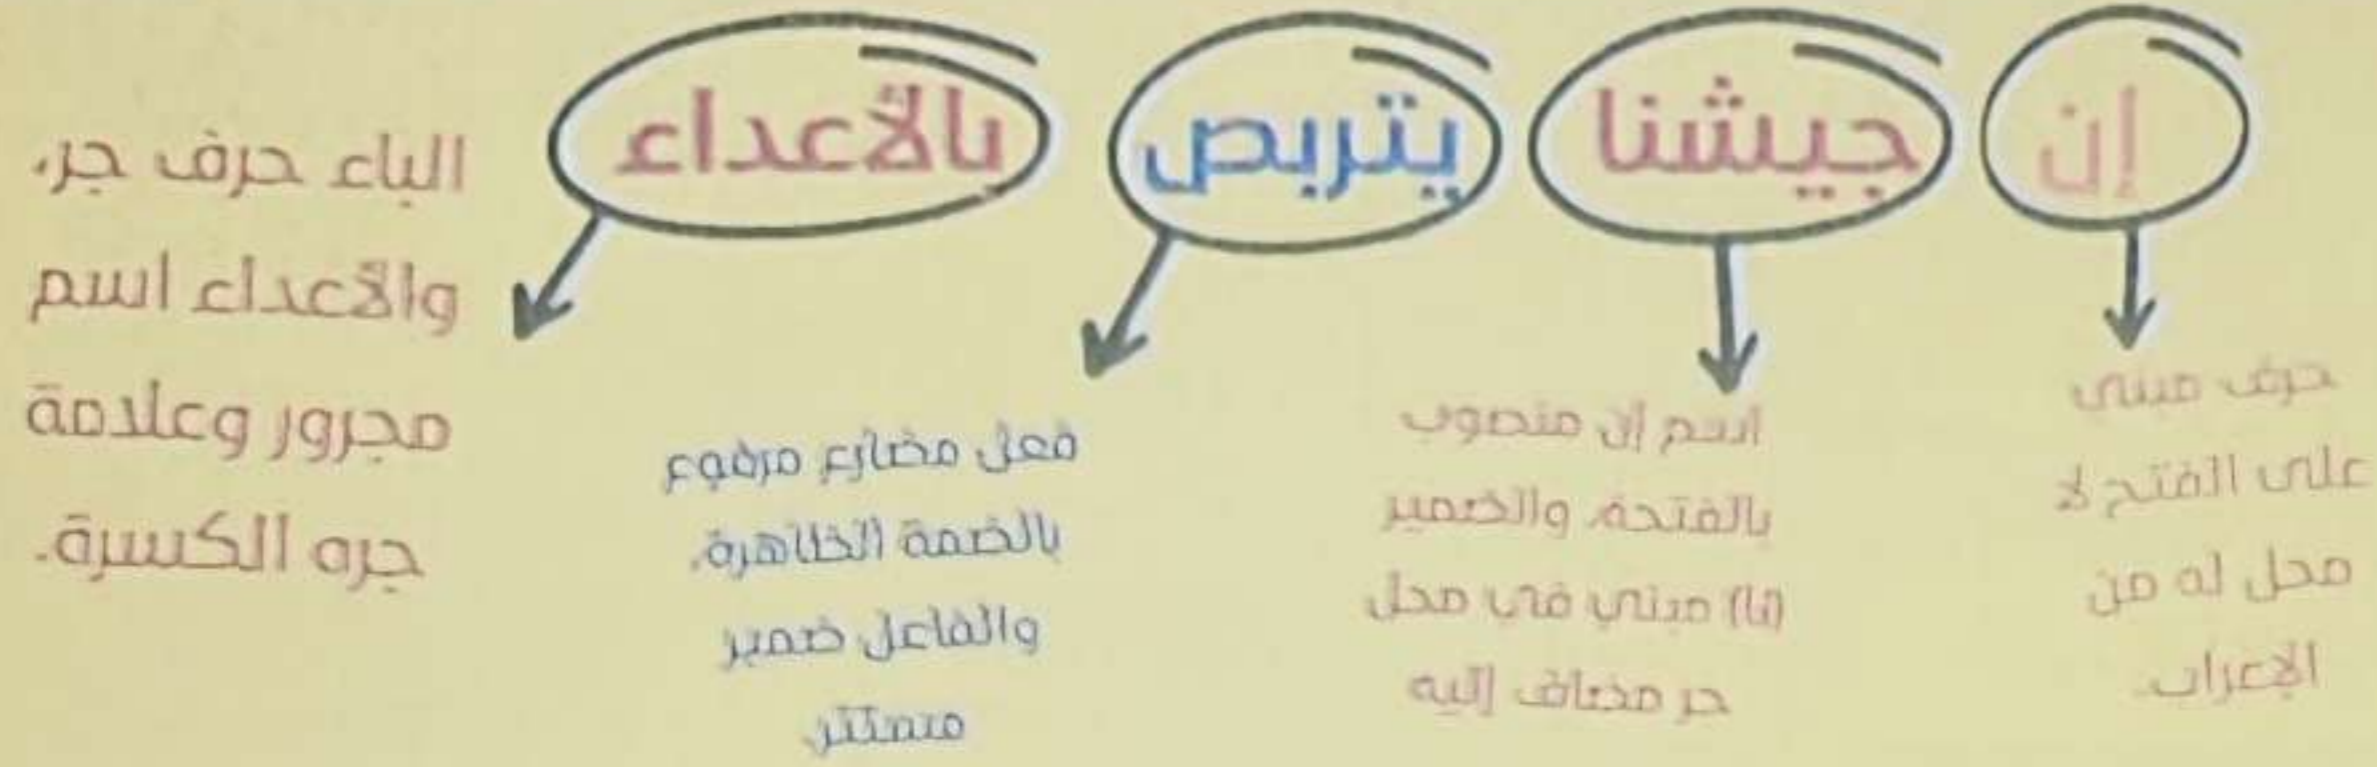 إن جيشنا يتربص بالأعداء
حرف مبني
على الفتح لا
محل له من
الإعراب.
اسم إن منصوب
بالفتحة، والضمير
(نا) مبني في محل
جر مضاف إليه
فعل مضارع مرفوع
بالضمة الظاهرة،
والفاعل ضمير
مستتر.
الباء حرف جر،
والأعداء اسم
مجرور وعلامة
جره الكسرة.